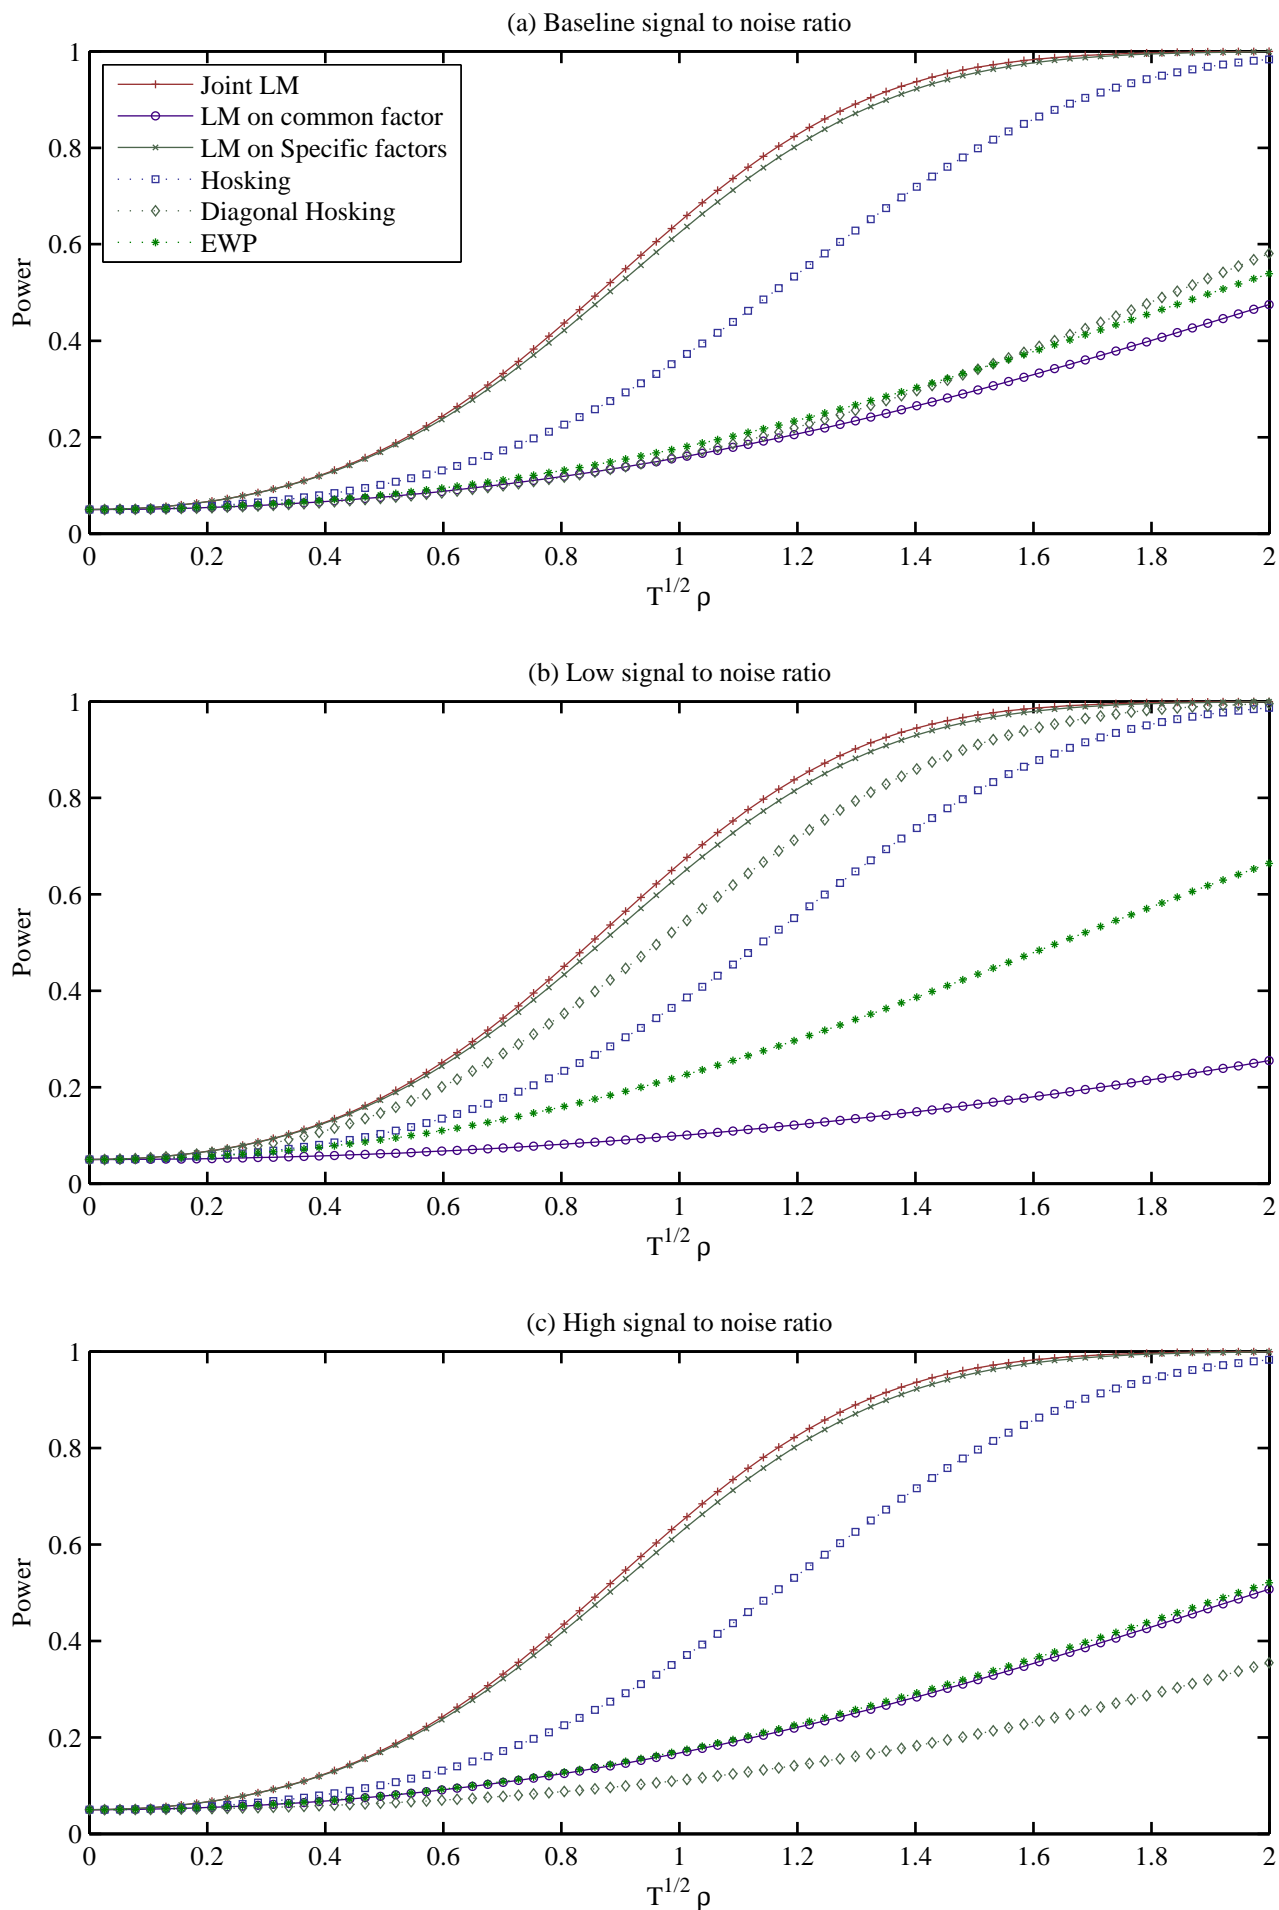 (a) Baseline signal to noise ratio
1
0.8
0.6
0.4
0.2
0
Power
Joint LM
LM on common factor
LM on Specific factors
Hosking
Diagonal Hosking
EWP
0 0.2 0.4 0.6 0.8 1 1.2 1.4 1.6 1.8 2
T^{1/2} ρ
(b) Low signal to noise ratio
1
0.8
0.6
0.4
0.2
0
Power
0 0.2 0.4 0.6 0.8 1 1.2 1.4 1.6 1.8 2
T^{1/2} ρ
(c) High signal to noise ratio
1
0.8
0.6
0.4
0.2
0
Power
0 0.2 0.4 0.6 0.8 1 1.2 1.4 1.6 1.8 2
T^{1/2} ρ